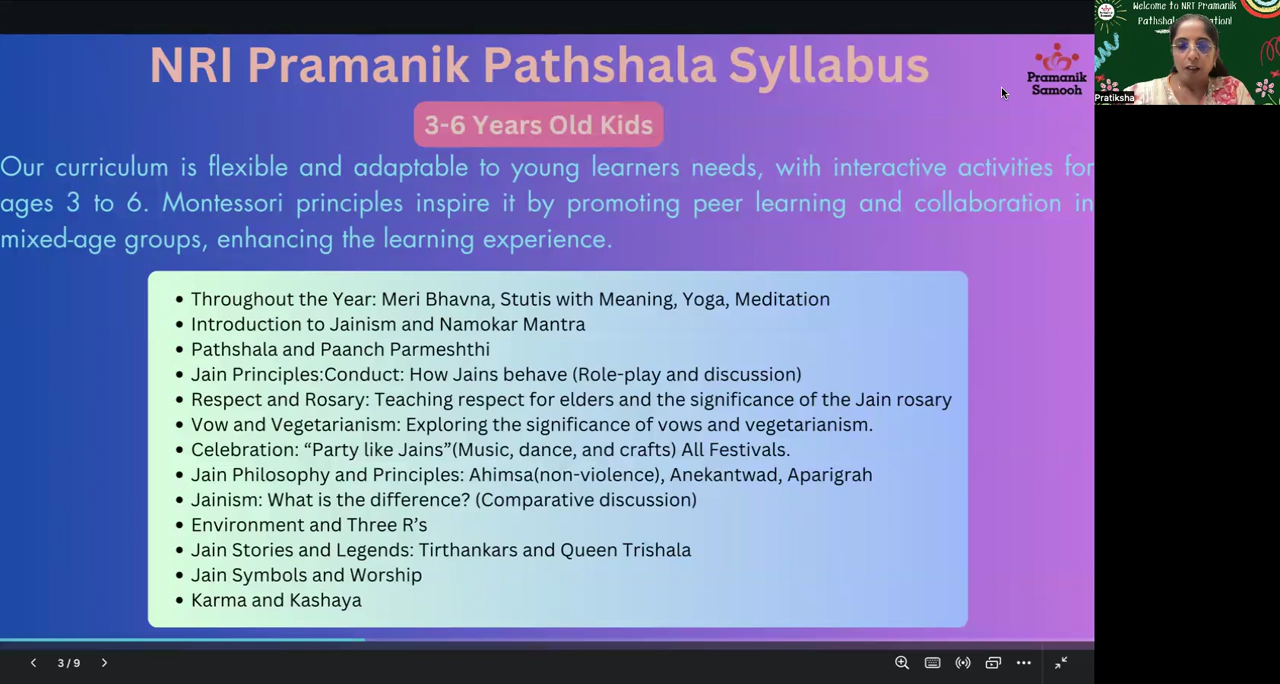 NRI Pramanik Pathshala Syllabus
Pramanik
Samooh
Welcome to NRI Pramanik
Pratiksha
3-6 Years Old Kids
Our curriculum is flexible and adaptable to young learners needs, with interactive activities for
ages 3 to 6. Montessori principles inspire it by promoting peer learning and collaboration in
mixed-age groups, enhancing the learning experience.
• Throughout the Year: Meri Bhavna, Stutis with Meaning, Yoga, Meditation
• Introduction to Jainism and Namokar Mantra
• Pathshala and Paanch Parmeshthi
• Jain Principles:Conduct: How Jains behave (Role-play and discussion)
• Respect and Rosary: Teaching respect for elders and the significance of the Jain rosary
• Vow and Vegetarianism: Exploring the significance of vows and vegetarianism.
• Celebration: “Party like Jains”(Music, dance, and crafts) All Festivals.
• Jain Philosophy and Principles: Ahimsa(non-violence), Anekantwad, Aparigrah
• Jainism: What is the difference? (Comparative discussion)
• Environment and Three R’s
• Jain Stories and Legends: Tirthankars and Queen Trishala
• Jain Symbols and Worship
• Karma and Kashaya
3 / 9